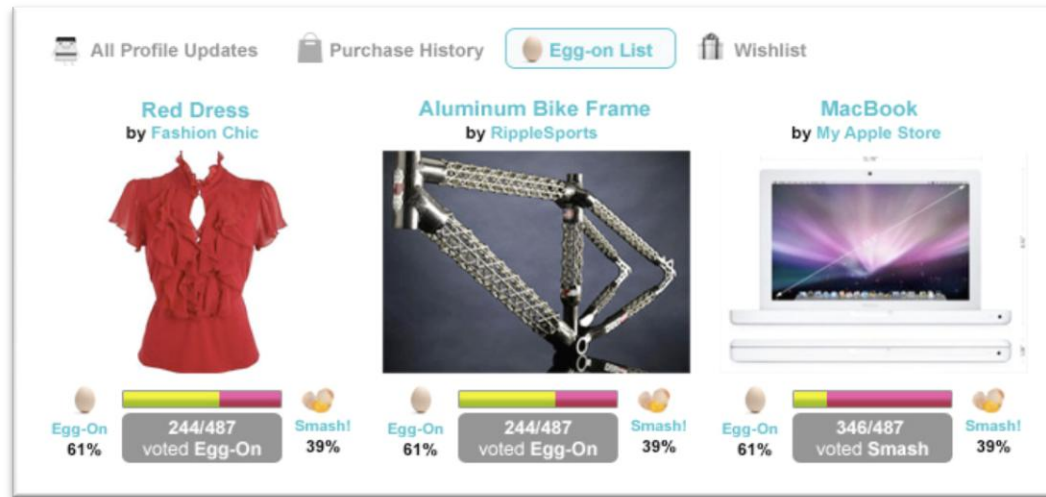 All Profile Updates Purchase History Egg-on List Wishlist
Red Dress
by Fashion Chic
Aluminum Bike Frame
by RippleSports
MacBook
by My Apple Store
Egg-On
61%
244/487
voted Egg-On
Smash!
39%
Egg-On
61%
244/487
voted Egg-On
Smash!
39%
Egg-On
61%
346/487
voted Smash
Smash!
39%